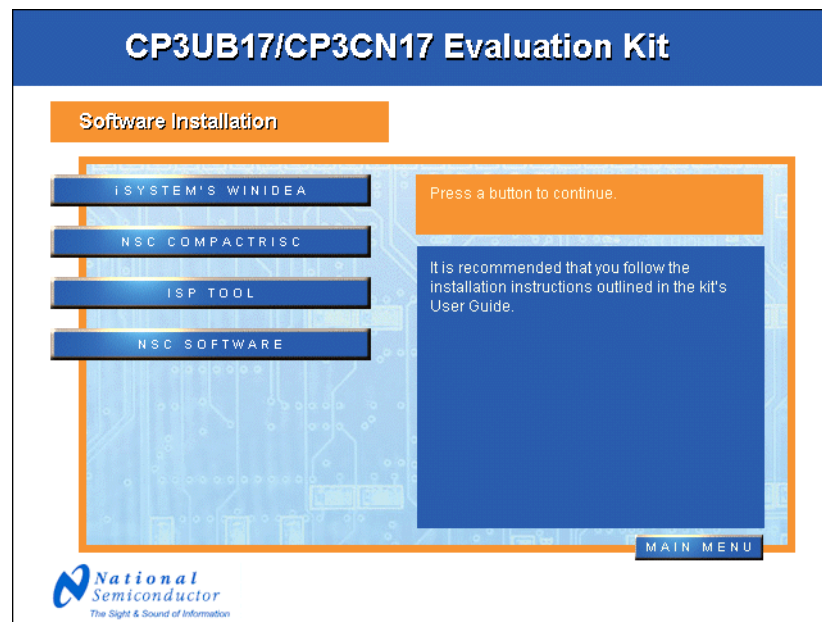 CP3UB17/CP3CN17 Evaluation Kit
Software Installation
iSYSTEM'S WINIDEA
NSC COMPACTRISC
ISP TOOL
NSC SOFTWARE
Press a button to continue.
It is recommended that you follow the
installation instructions outlined in the kit's
User Guide.
MAIN MENU
National
Semiconductor
The Sight & Sound of Information